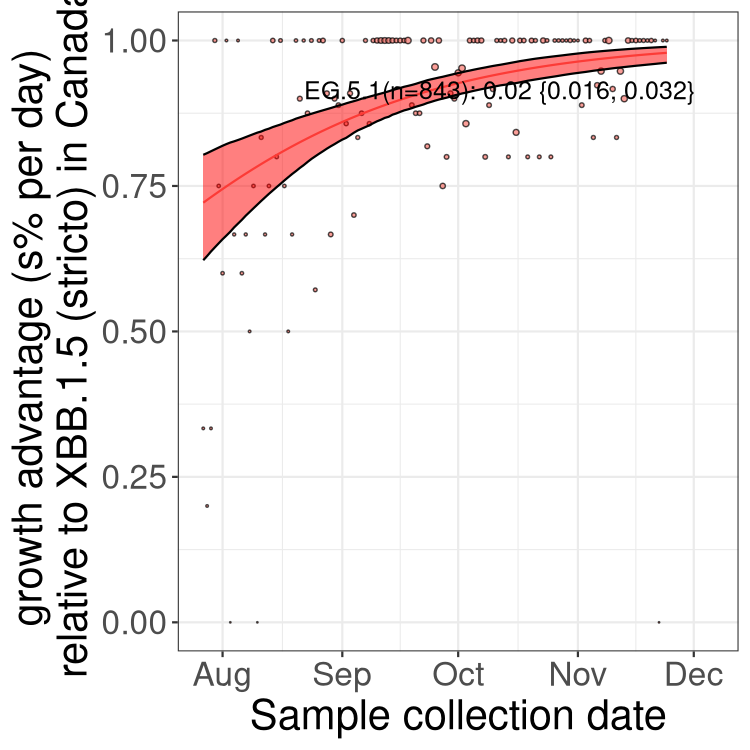 growth advantage (s% per day)
relative to XBB.1.5 (stricto) in Canada
1.00
0.75
0.50
0.25
0.00
EG.5.1(n=843): 0.02 {0.016, 0.032}
Aug Sep Oct Nov Dec
Sample collection date